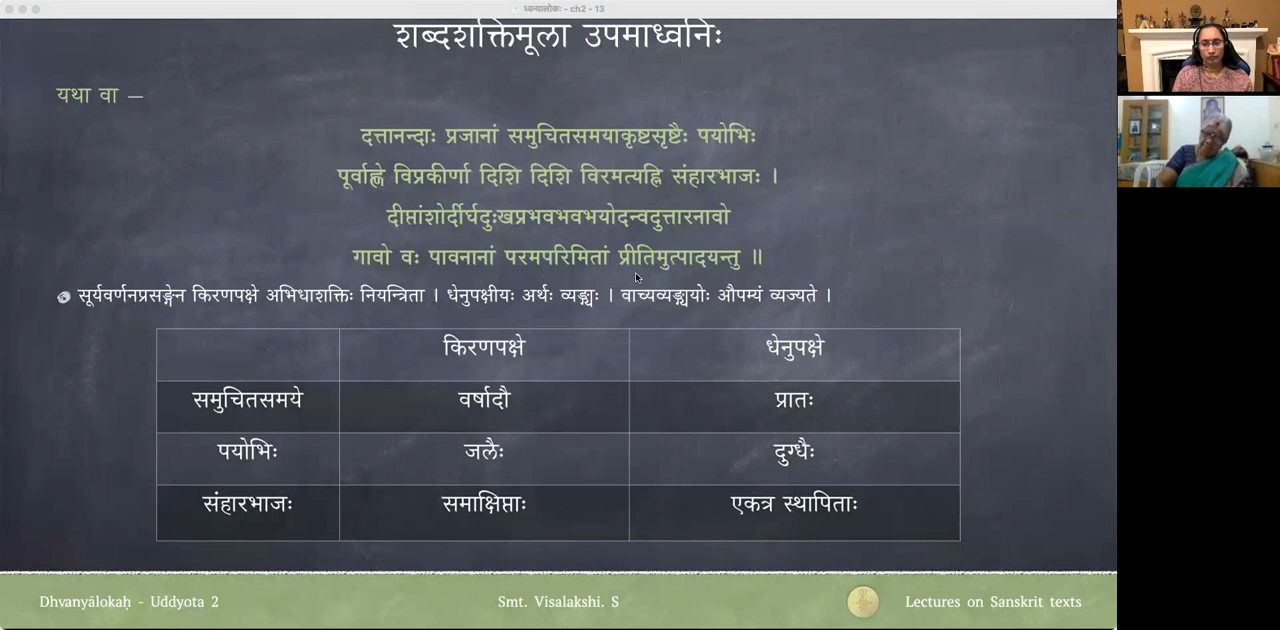 ध्वन्यालोकः - ch2 - 13
शब्दशक्तिमूला उपमाध्वनिः
यथा वा —
दत्तानन्दाः प्रजानां समुचितसमयाकृष्टसृष्टैः पयोभिः
पूर्वाह्णे विप्रकीर्णा दिशि दिशि विरमत्यह्नि संहारभाजः ।
दीप्तांशोर्दीर्घदुःखप्रभवभवभयोदन्वदुत्तारनावो
गावो वः पावनानां परमपरिमितां प्रीतिमुत्पादयन्तु ॥
सूर्यवर्णनप्रसङ्गेन किरणपक्षे अभिधाशक्तिः नियन्त्रिता । धेनुपक्षीयः अर्थः व्यङ्ग्यः । वाच्यव्यङ्ग्ययोः औपम्यं व्यज्यते ।
किरणपक्षे धेनुपक्षे
समुचितसमये वर्षादौ प्रातः
पयोभिः जलैः दुग्धैः
संहारभाजः समाक्षिप्ताः एकत्र स्थापिताः
Dhvanyālokaḥ - Uddyota 2 Smt. Visalakshi. S Lectures on Sanskrit texts